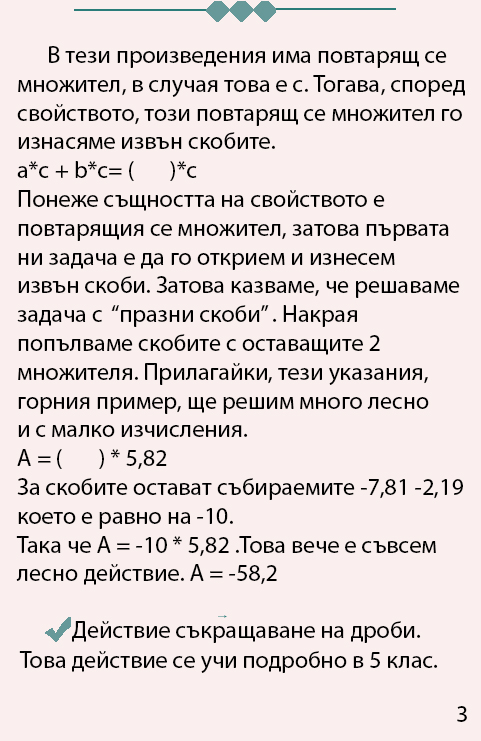 В тези произведения има повтарящ се
множител, в случая това е с. Тогава, според
свойството, този повтарящ се множител го
изнасяме извън скобите.
a*c + b*c= (      )*c
Понеже същността на свойството е
повтарящия се множител, затова първата
ни задача е да го открием и изнесем
извън скоби. Затова казваме, че решаваме
задача с “празни скоби” . Накрая
попълваме скобите с оставащите 2
множителя. Прилагайки, тези указания,
горния пример, ще решим много лесно
и с малко изчисления.
А = (      ) * 5,82
За скобите остават събираемите -7,81 -2,19
което е равно на -10.
Така че А = -10 * 5,82 .Това вече е съвсем
лесно действие. А = -58,2
Действие съкращаване на дроби.
Това действие се учи подробно в 5 клас.
3